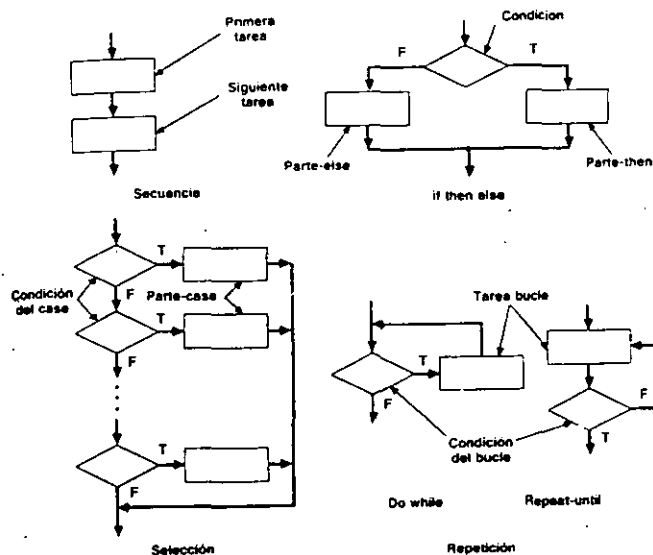 Primera
tarea
Siguiente
tarea
Secuencia
Condicion
F
T
Parte-else
Parte-then
if then else
T
Condición
del case
F
Parte-case
T
F
T
F
Selección
Tarea bucle
T
F
F
T
Condición
del bucle
Do while
Repeat-until
Repetición